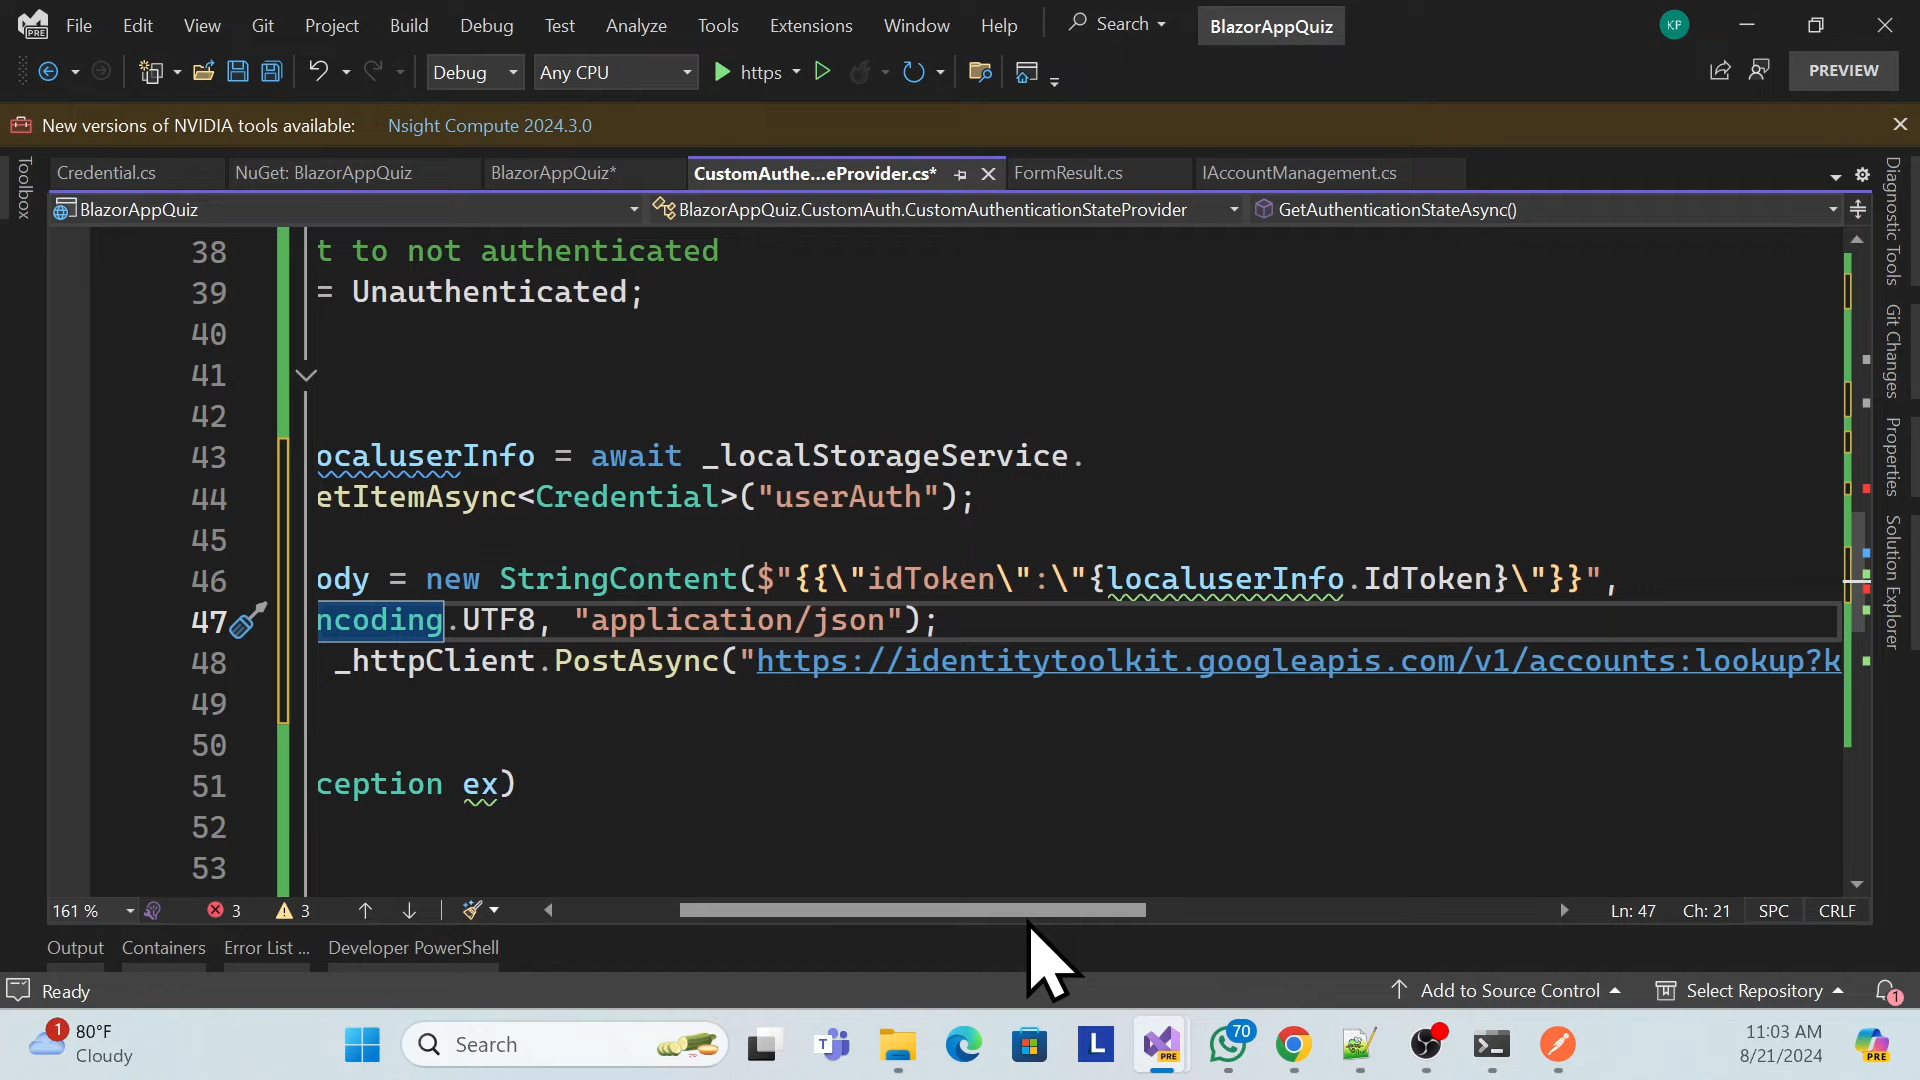 File Edit View Git Project Build Debug Test Analyze Tools Extensions Window Help Search BlazorAppQuiz KP
Debug Any CPU https PREVIEW
New versions of NVIDIA tools available: Nsight Compute 2024.3.0
Credential.cs NuGet: BlazorAppQuiz BlazorAppQuiz* CustomAuthe...eProvider.cs* FormResult.cs IAccountManagement.cs
BlazorAppQuiz BlazorAppQuiz.CustomAuth.CustomAuthenticationStateProvider GetAuthenticationStateAsync()
Toolbox
Diagnostic Tools
Git Changes
Properties
Solution Explorer
38 t to not authenticated
39 = Unauthenticated;
40
41
42
43 ocaluserInfo = await _localStorageService.
44 etItemAsync<Credential>("userAuth");
45
46 ody = new StringContent($"{{\"idToken\":\"{localuserInfo.IdToken}\"}}",
47 ncoding.UTF8, "application/json");
48 _httpClient.PostAsync("https://identitytoolkit.googleapis.com/v1/accounts:lookup?k
49
50
51 ception ex)
52
53
161 % 3 3 Ln: 47 Ch: 21 SPC CRLF
Output Containers Error List ... Developer PowerShell
Ready Add to Source Control Select Repository 1
1 80°F
Cloudy
Search
PRE
L
PRE
70
11:03 AM
8/21/2024
PRE